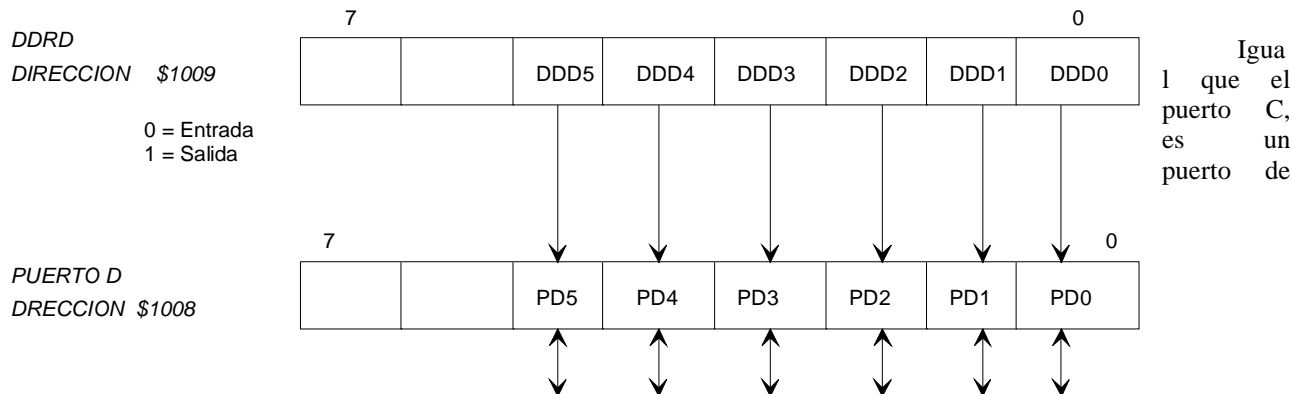 7 0
DDRD
DIRECCION $1009
DDD5 DDD4 DDD3 DDD2 DDD1 DDD0
0 = Entrada
1 = Salida
Igua
l que el
puerto C,
es un
puerto de
7 0
PUERTO D
DRECCION $1008
PD5 PD4 PD3 PD2 PD1 PD0